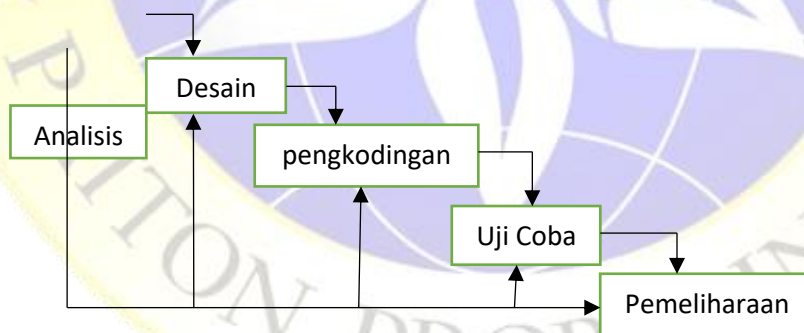 Desain
Analisis
pengkodingan
Uji Coba
Pemeliharaan